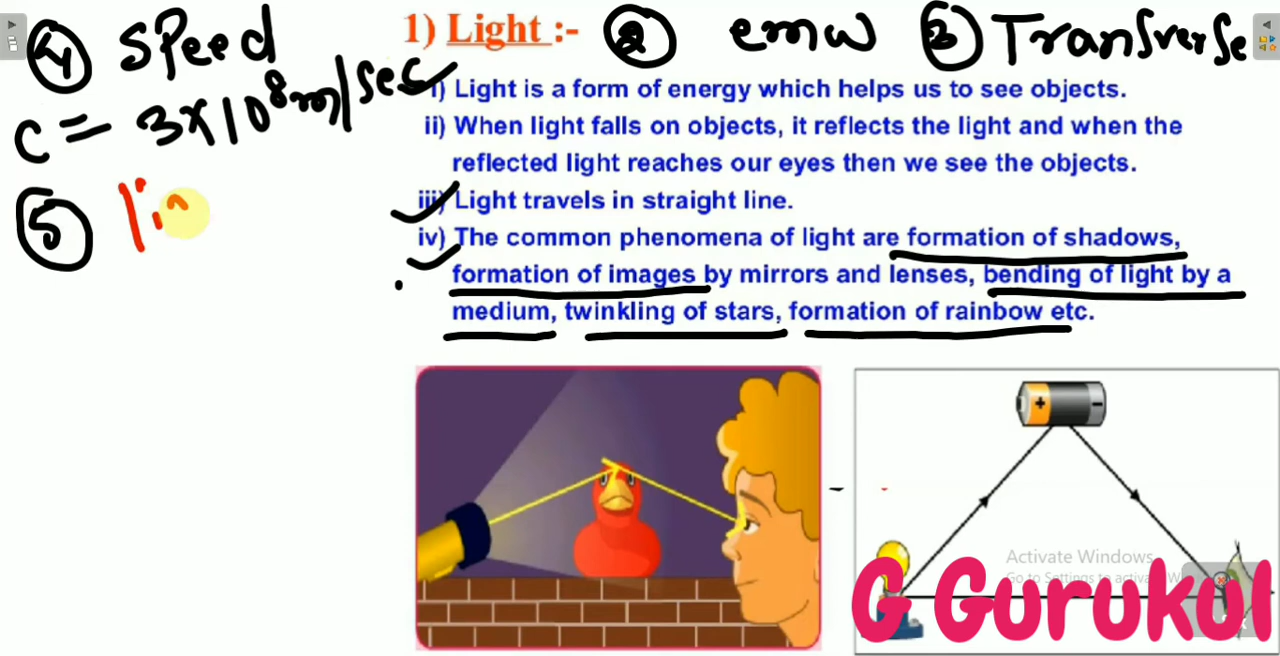 ④ Speed
c = 3×10⁸ m/sec
⑤
1) Light :-
② emw
③ Transverse
i) Light is a form of energy which helps us to see objects.
ii) When light falls on objects, it reflects the light and when the
reflected light reaches our eyes then we see the objects.
iii) Light travels in straight line.
iv) The common phenomena of light are formation of shadows,
formation of images by mirrors and lenses, bending of light by a
medium, twinkling of stars, formation of rainbow etc.
+ -
Activate Windows
Go to Settings to
G Gurukul